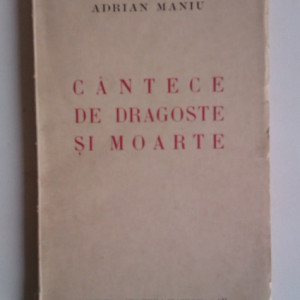 ADRIAN MANIU
CÂNTECE
DE DRAGOSTE
ȘI MOARTE